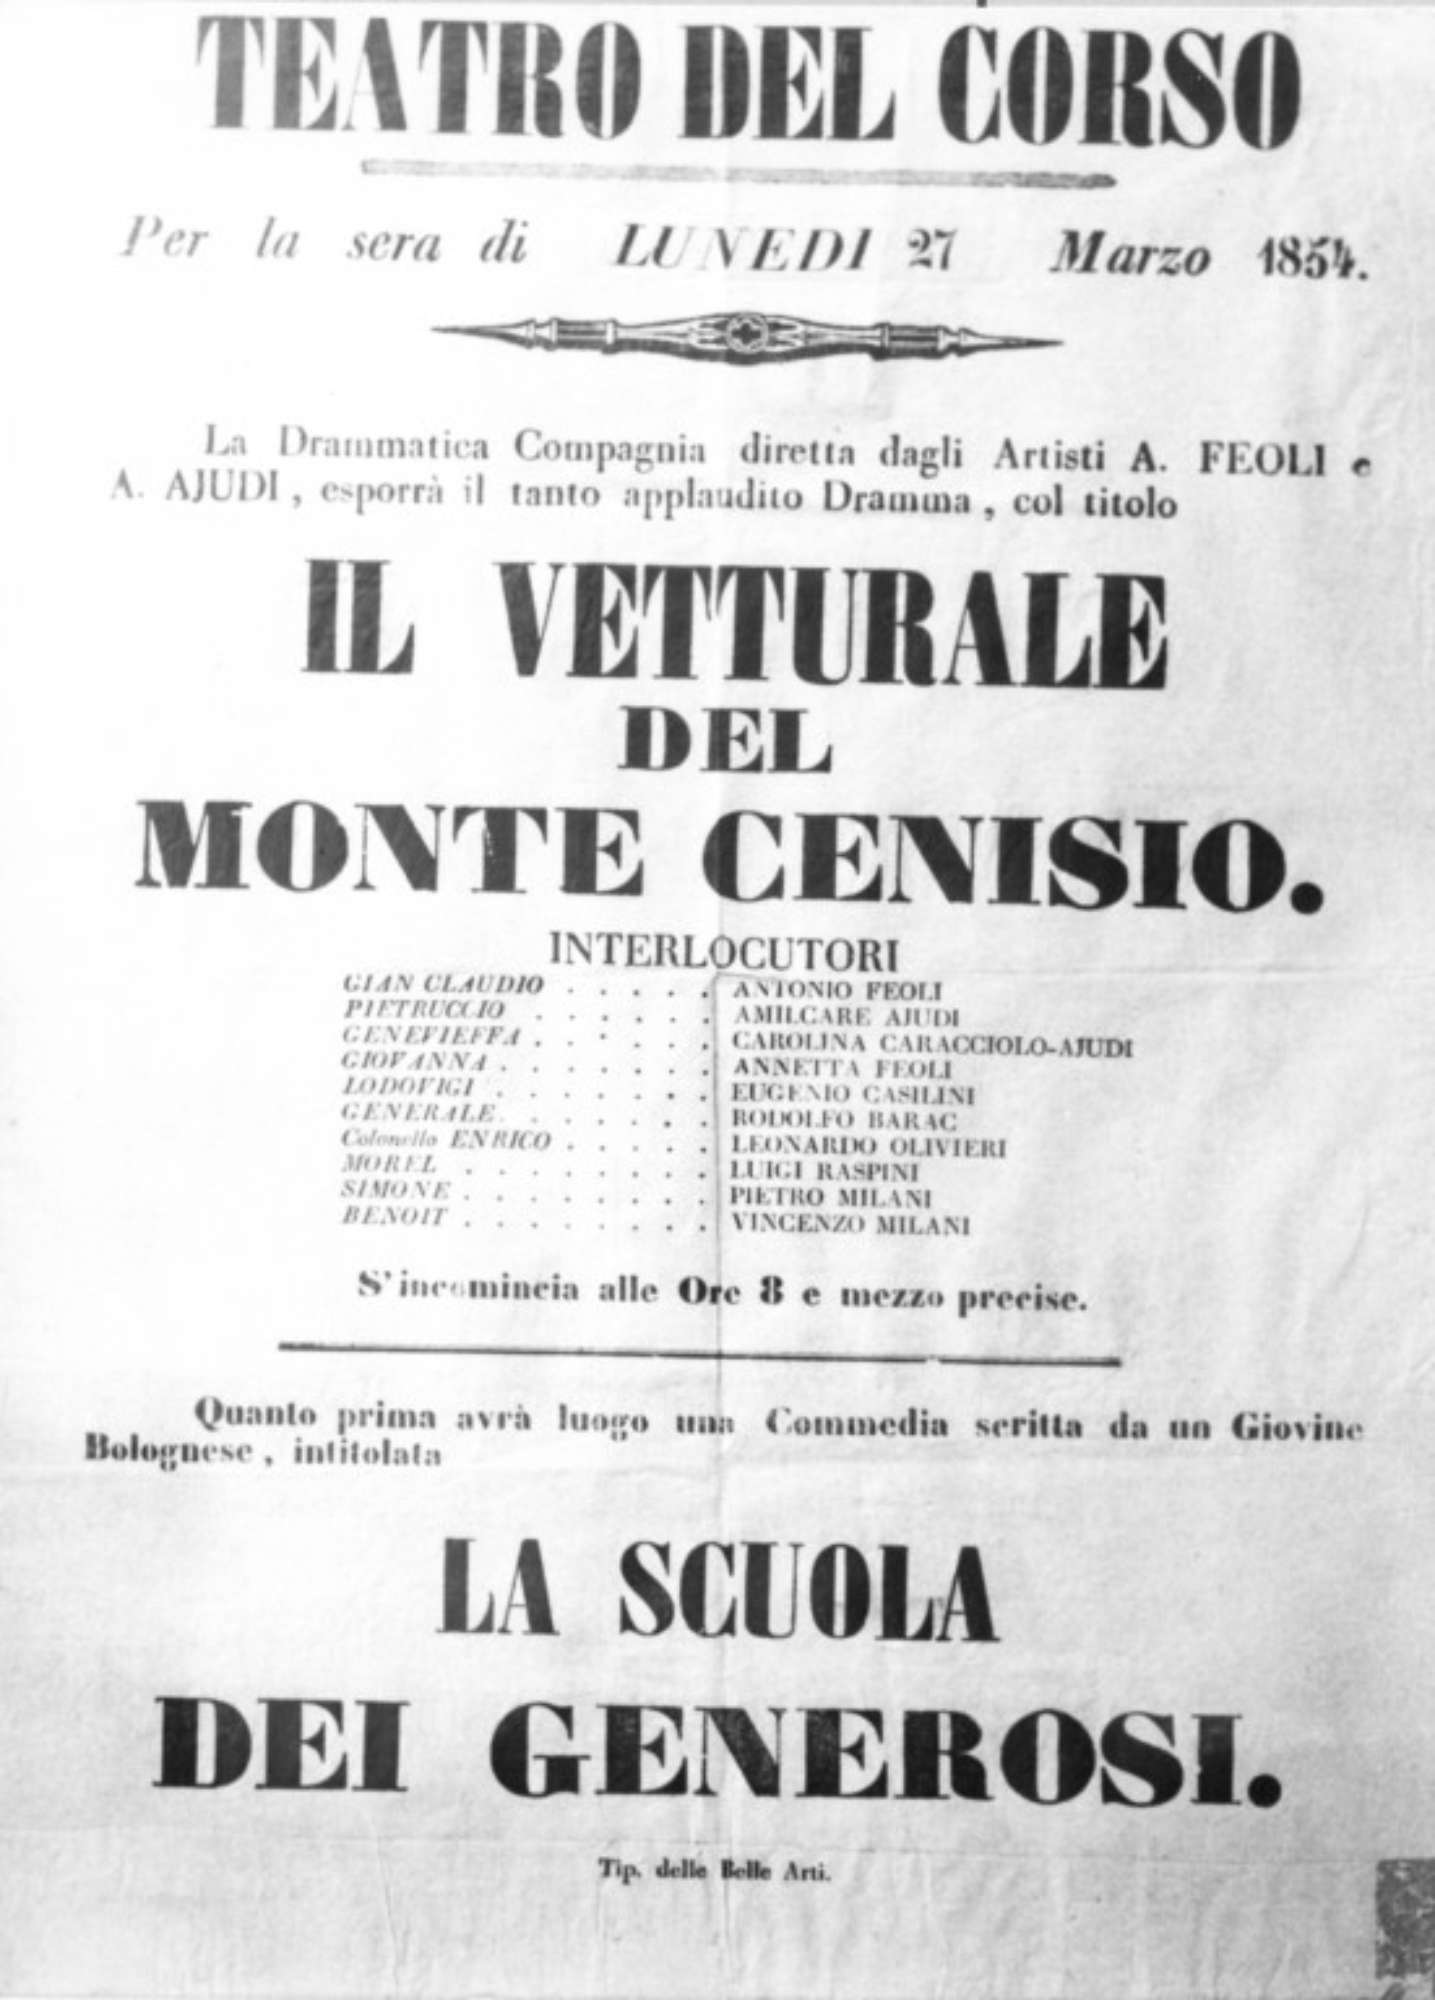 TEATRO DEL CORSO
Per la sera di LUNEDI 27 Marzo 1854.
La Drammatica Compagnia diretta dagli Artisti A. FEOLI e
A. AJUDI, esporrà il tanto applaudito Dramma, col titolo
IL VETTURALE
DEL
MONTE CENISIO.
INTERLOCUTORI
GIAN CLAUDIO . . . . . ANTONIO FEOLI
PIETRUCCIO . . . . . . AMILCARE AJUDI
GENEVIEFFA . . . . . . CAROLINA CARACCIOLO-AJUDI
GIOVANNA . . . . . . . ANNETTA FEOLI
LODOVIGI . . . . . . . EUGENIO CASILINI
GENERALE . . . . . . . RODOLFO BARAC
Colonello ENRICO . . . . . LEONARDO OLIVIERI
MOREL . . . . . . . . LUIGI RASPINI
SIMONE . . . . . . . . PIETRO MILANI
BENOIT . . . . . . . . VINCENZO MILANI
S'incomincia alle Ore 8 e mezzo precise.
Quanto prima avrà luogo una Commedia scritta da un Giovine
Bolognese, intitolata
LA SCUOLA
DEI GENEROSI.
Tip. delle Belle Arti.